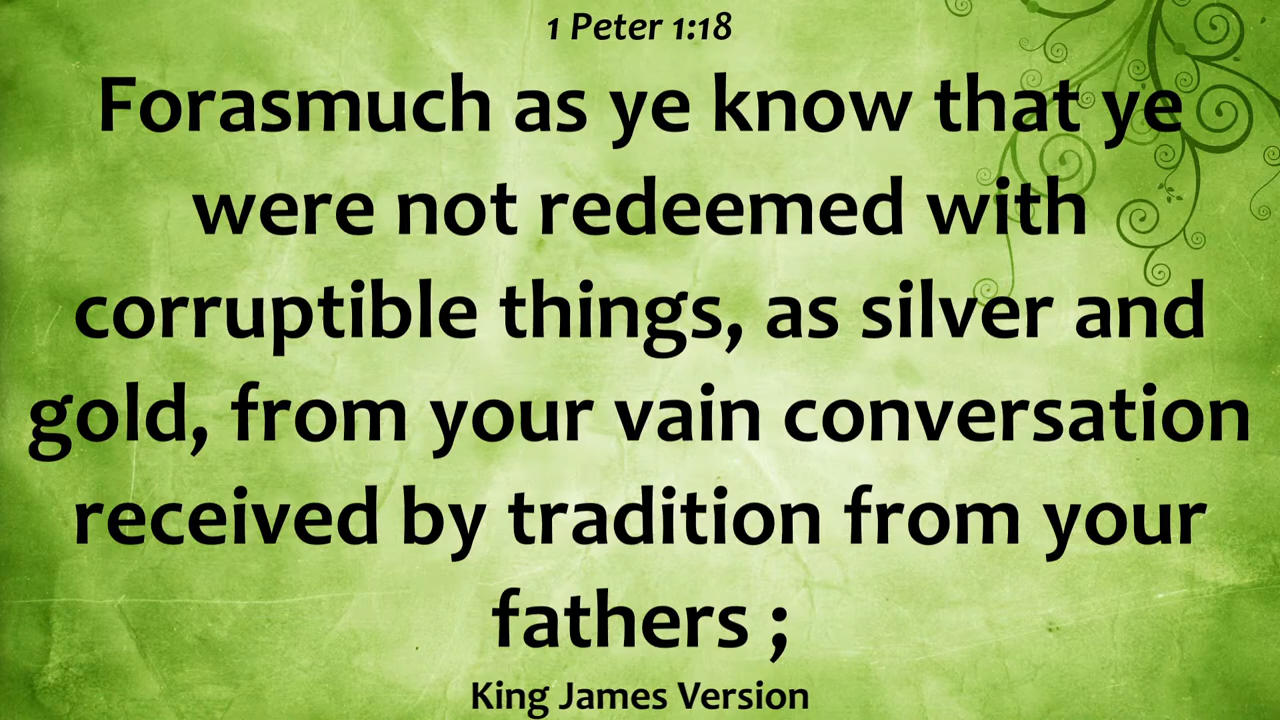 1 Peter 1:18
Forasmuch as ye know that ye
were not redeemed with
corruptible things, as silver and
gold, from your vain conversation
received by tradition from your
fathers ;
King James Version